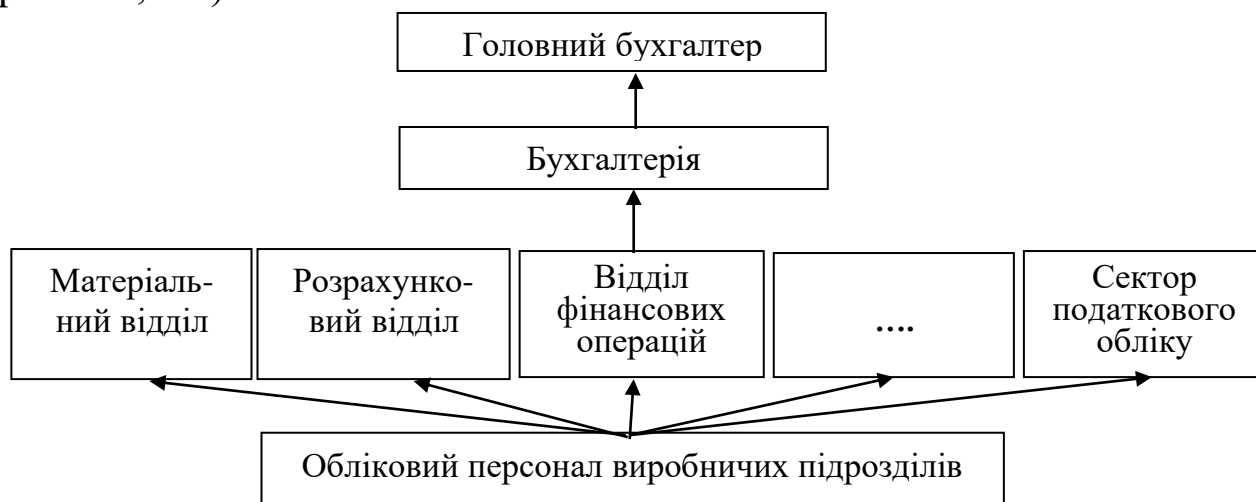 Головний бухгалтер
Бухгалтерія
Матеріаль-
ний відділ
Розрахунко-
вий відділ
Відділ
фінансових
операцій
….
Сектор
податкового
обліку
Обліковий персонал виробничих підрозділів